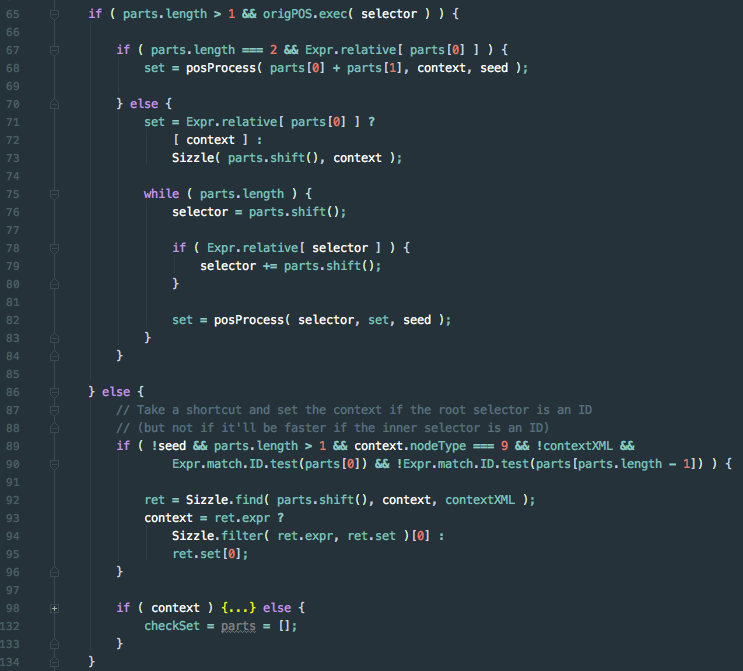 65 if ( parts.length > 1 && origPOS.exec( selector ) ) {
66
67 if ( parts.length === 2 && Expr.relative[ parts[0] ] ) {
68 set = posProcess( parts[0] + parts[1], context, seed );
69
70 } else {
71 set = Expr.relative[ parts[0] ] ?
72 [ context ] :
73 Sizzle( parts.shift(), context );
74
75 while ( parts.length ) {
76 selector = parts.shift();
77
78 if ( Expr.relative[ selector ] ) {
79 selector += parts.shift();
80 }
81
82 set = posProcess( selector, set, seed );
83 }
84 }
85
86 } else {
87 // Take a shortcut and set the context if the root selector is an ID
88 // (but not if it'll be faster if the inner selector is an ID)
89 if ( !seed && parts.length > 1 && context.nodeType === 9 && !contextXML &&
90 Expr.match.ID.test(parts[0]) && !Expr.match.ID.test(parts[parts.length - 1]) ) {
91
92 ret = Sizzle.find( parts.shift(), context, contextXML );
93 context = ret.expr ?
94 Sizzle.filter( ret.expr, ret.set )[0] :
95 ret.set[0];
96 }
97
98 if ( context ) {...} else {
132 checkSet = parts = [];
133 }
134 }